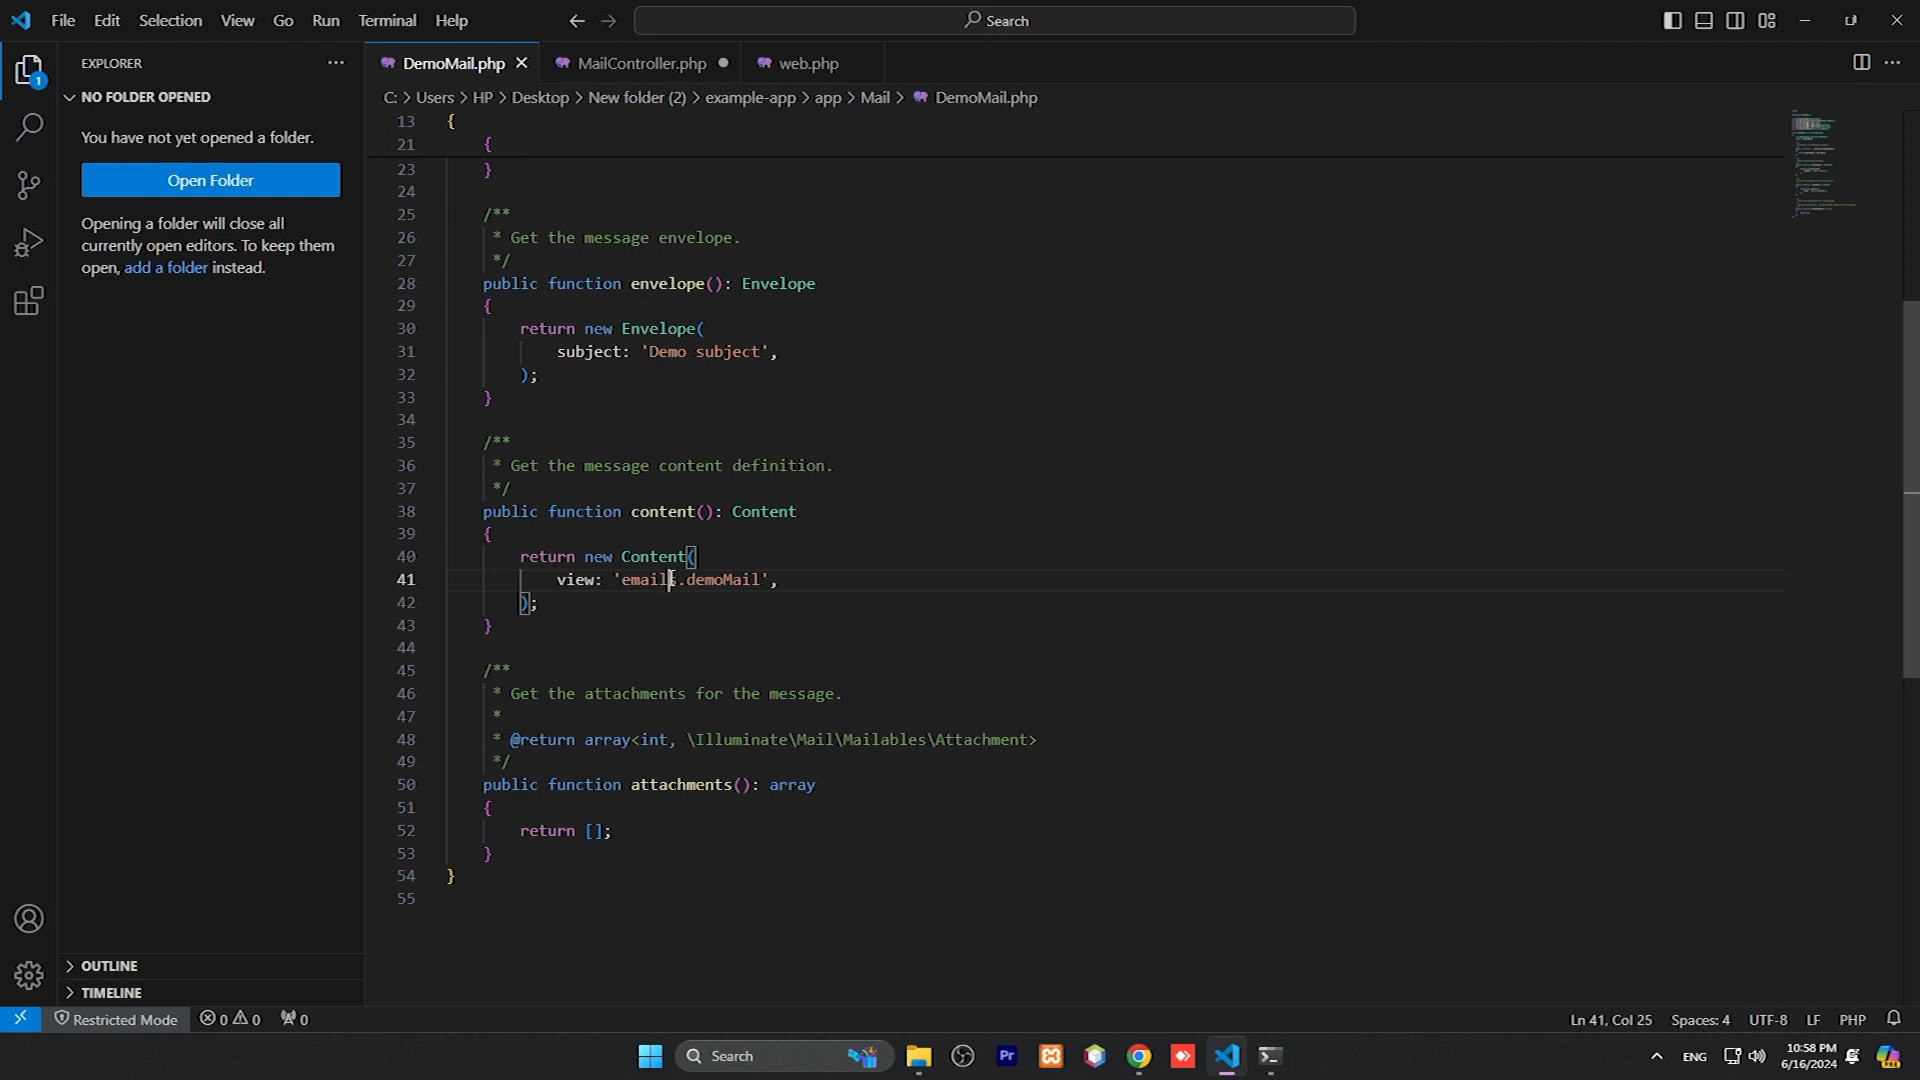 File Edit Selection View Go Run Terminal Help
Search
EXPLORER
DemoMail.php
MailController.php
web.php
NO FOLDER OPENED
C: > Users > HP > Desktop > New folder (2) > example-app > app > Mail > DemoMail.php
You have not yet opened a folder.
Open Folder
Opening a folder will close all
currently open editors. To keep them
open, add a folder instead.
13 {
21 {
23 }
24
25 /**
26 * Get the message envelope.
27 */
28 public function envelope(): Envelope
29 {
30 return new Envelope(
31 subject: 'Demo subject',
32 );
33 }
34
35 /**
36 * Get the message content definition.
37 */
38 public function content(): Content
39 {
40 return new Content(
41 view: 'emails.demoMail',
42 );
43 }
44
45 /**
46 * Get the attachments for the message.
47 *
48 * @return array<int, \Illuminate\Mail\Mailables\Attachment>
49 */
50 public function attachments(): array
51 {
52 return [];
53 }
54 }
55
OUTLINE
TIMELINE
1
Restricted Mode 0 0 0
Ln 41, Col 25 Spaces: 4 UTF-8 LF PHP
Search
Pr
ENG
10:58 PM
6/16/2024